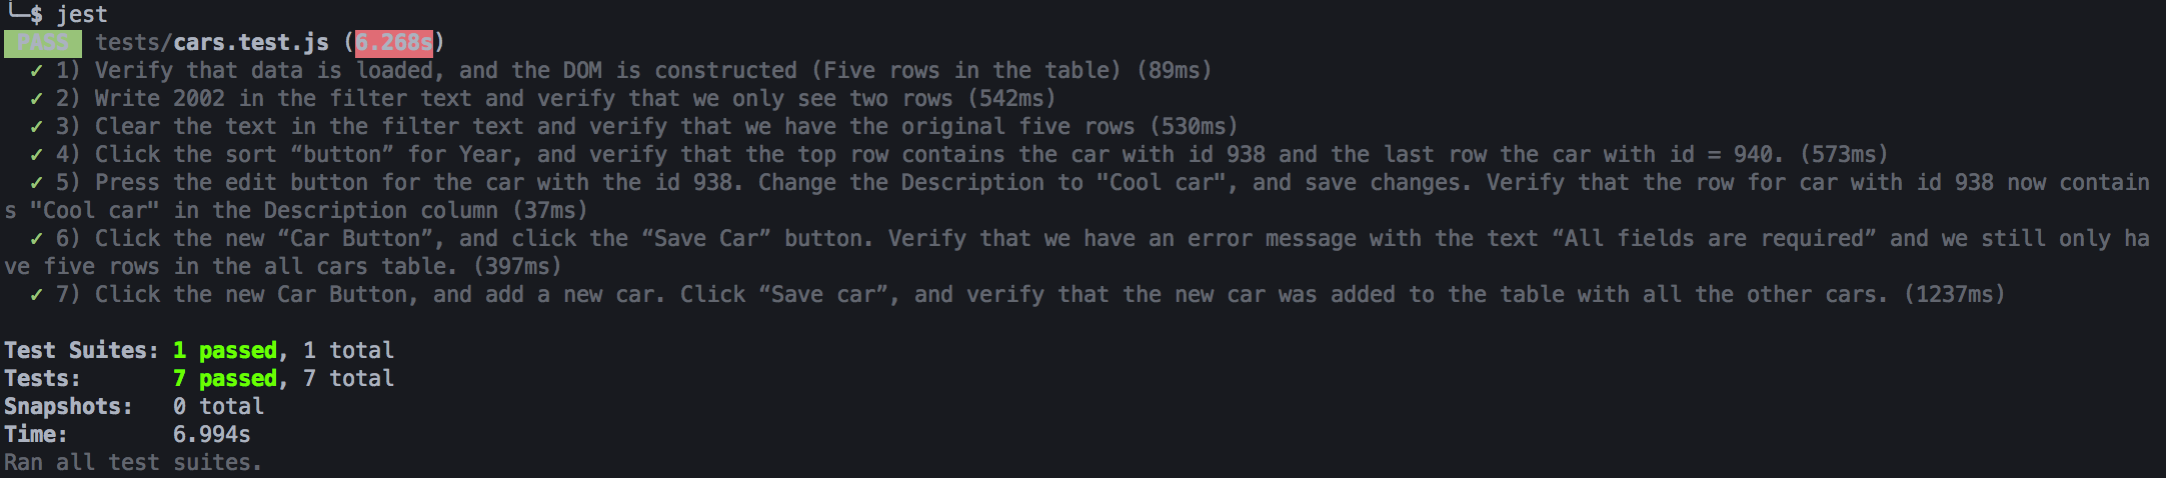 ╰─$ jest
PASS tests/cars.test.js (6.268s)
✓ 1) Verify that data is loaded, and the DOM is constructed (Five rows in the table) (89ms)
✓ 2) Write 2002 in the filter text and verify that we only see two rows (542ms)
✓ 3) Clear the text in the filter text and verify that we have the original five rows (530ms)
✓ 4) Click the sort “button” for Year, and verify that the top row contains the car with id 938 and the last row the car with id = 940. (573ms)
✓ 5) Press the edit button for the car with the id 938. Change the Description to "Cool car", and save changes. Verify that the row for car with id 938 now contain
s "Cool car" in the Description column (37ms)
✓ 6) Click the new “Car Button”, and click the “Save Car” button. Verify that we have an error message with the text “All fields are required” and we still only ha
ve five rows in the all cars table. (397ms)
✓ 7) Click the new Car Button, and add a new car. Click “Save car”, and verify that the new car was added to the table with all the other cars. (1237ms)
Test Suites: 1 passed, 1 total
Tests: 7 passed, 7 total
Snapshots: 0 total
Time: 6.994s
Ran all test suites.